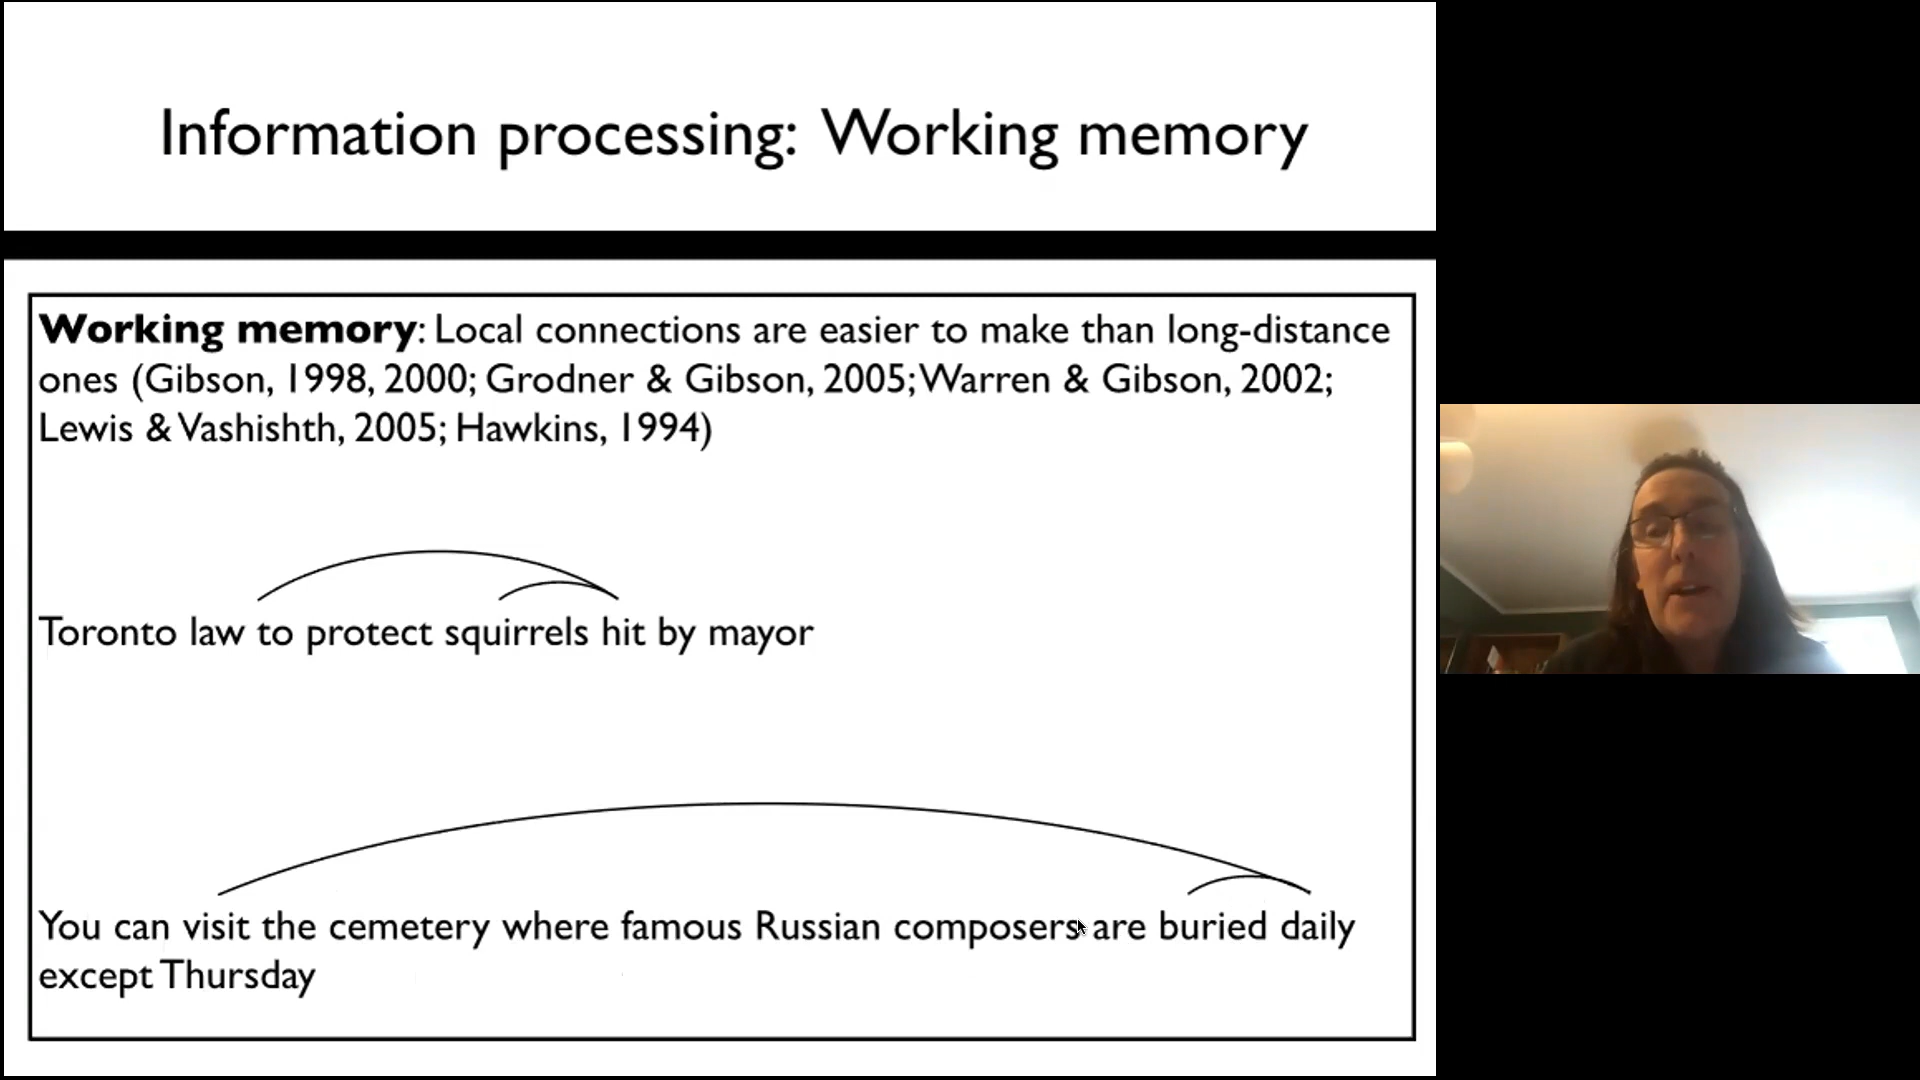 Information processing: Working memory
Working memory: Local connections are easier to make than long-distance
ones (Gibson, 1998, 2000; Grodner & Gibson, 2005; Warren & Gibson, 2002;
Lewis & Vashishth, 2005; Hawkins, 1994)
Toronto law to protect squirrels hit by mayor
You can visit the cemetery where famous Russian composers are buried daily
except Thursday